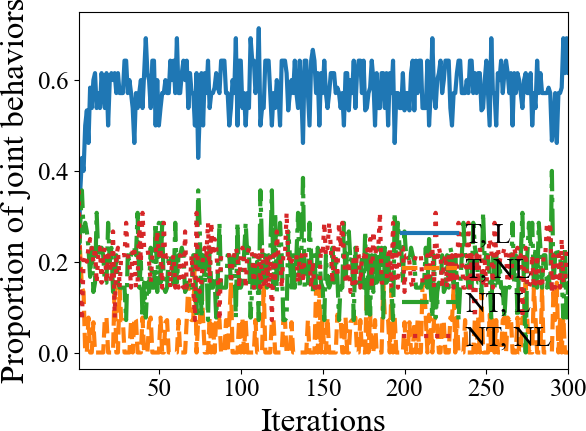 Proportion of joint behaviors
0.6
0.4
0.2
0.0
T, L
T, NL
NT, L
NT, NL
50 100 150 200 250 300
Iterations